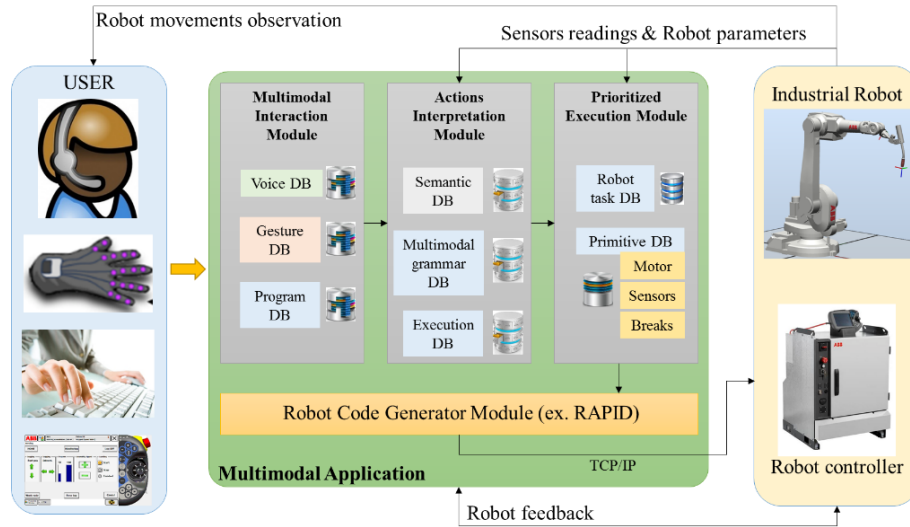 Robot movements observation
Sensors readings & Robot parameters
USER
Multimodal
Interaction
Module
Voice DB
Gesture
DB
Program
DB
Actions
Interpretation
Module
Semantic
DB
Multimodal
grammar
DB
Execution
DB
Prioritized
Execution Module
Robot
task DB
Primitive DB
Motor
Sensors
Breaks
Robot Code Generator Module (ex. RAPID)
Multimodal Application
TCP/IP
Robot feedback
Industrial Robot
ABB
Robot controller